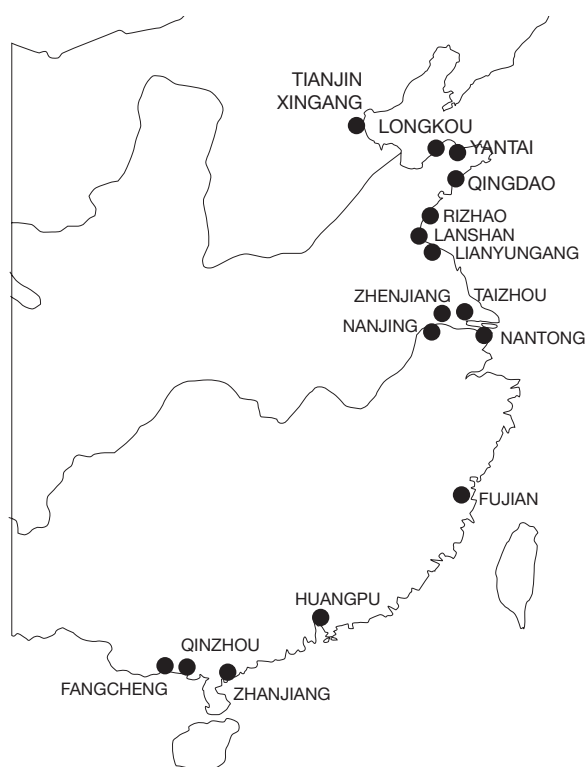 TIANJIN
XINGANG
LONGKOU
YANTAI
QINGDAO
RIZHAO
LANSHAN
LIANYUNGANG
ZHENJIANG
TAIZHOU
NANJING
NANTONG
FUJIAN
HUANGPU
QINZHOU
FANGCHENG
ZHANJIANG